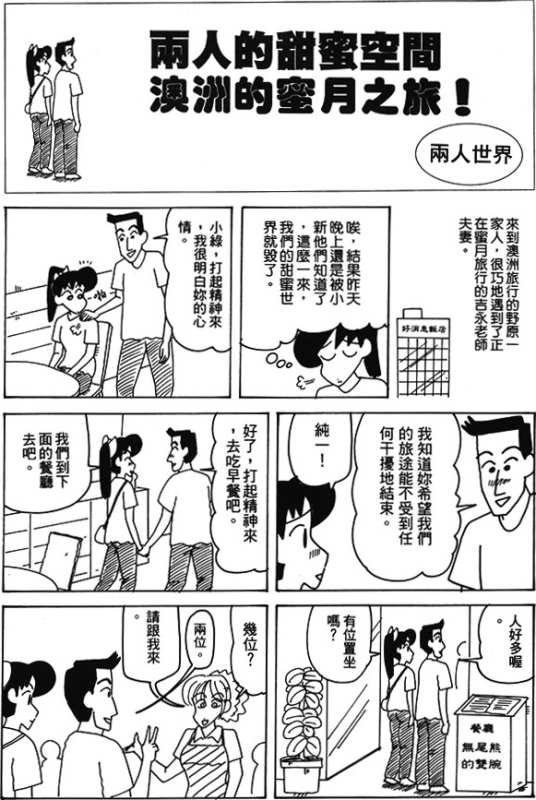 兩人的甜蜜空間
澳洲的蜜月之旅！
兩人世界
來到澳洲旅行的野原一
家人，很巧地遇到了正
在蜜月旅行的吉永老師
夫妻。
好消息飯店
唉，結果昨天
晚上還是被小
新他們知道了
，這麼一來，
我們的甜蜜世
界就毀了。
小綠，打起精神來
，我很明白妳的心
情。
我知道妳希望我們
的旅途能不受到任
何干擾地結束。
純一！
好了，打起精神來
，去吃早餐吧。
我們到下
面的餐廳
去吧。
人好多喔
。
有位置坐
嗎？
餐廳
無尾熊
的雙腕
幾位？
兩位。
請跟我來
。